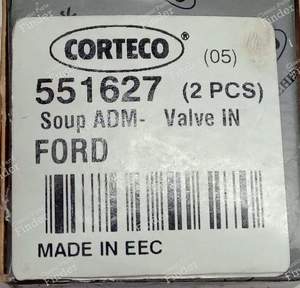 CORTECO ® (05)
551627 (2 PCS)
Soup ADM- Valve IN
FORD
MADE IN EEC